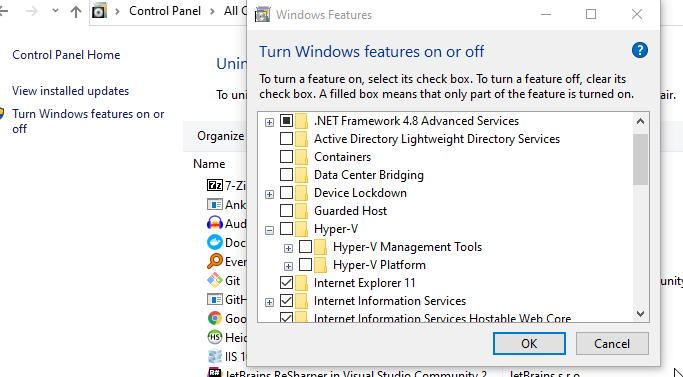 Control Panel > All C
Windows Features
Control Panel Home
View installed updates
Turn Windows features on or
off
Unin
To uni
air.
Organize
Name
7-Zi
Ank
Aud
Doc
Ever
Git
GitH
Goo
Heid
IIS 10
JetBrains ReSharper in Visual Studio Community 2
JetBrains s.r.o.
unity
Turn Windows features on or off
To turn a feature on, select its check box. To turn a feature off, clear its
check box. A filled box means that only part of the feature is turned on.
.NET Framework 4.8 Advanced Services
Active Directory Lightweight Directory Services
Containers
Data Center Bridging
Device Lockdown
Guarded Host
Hyper-V
Hyper-V Management Tools
Hyper-V Platform
Internet Explorer 11
Internet Information Services
Internet Information Services Hostable Web Core
OK
Cancel